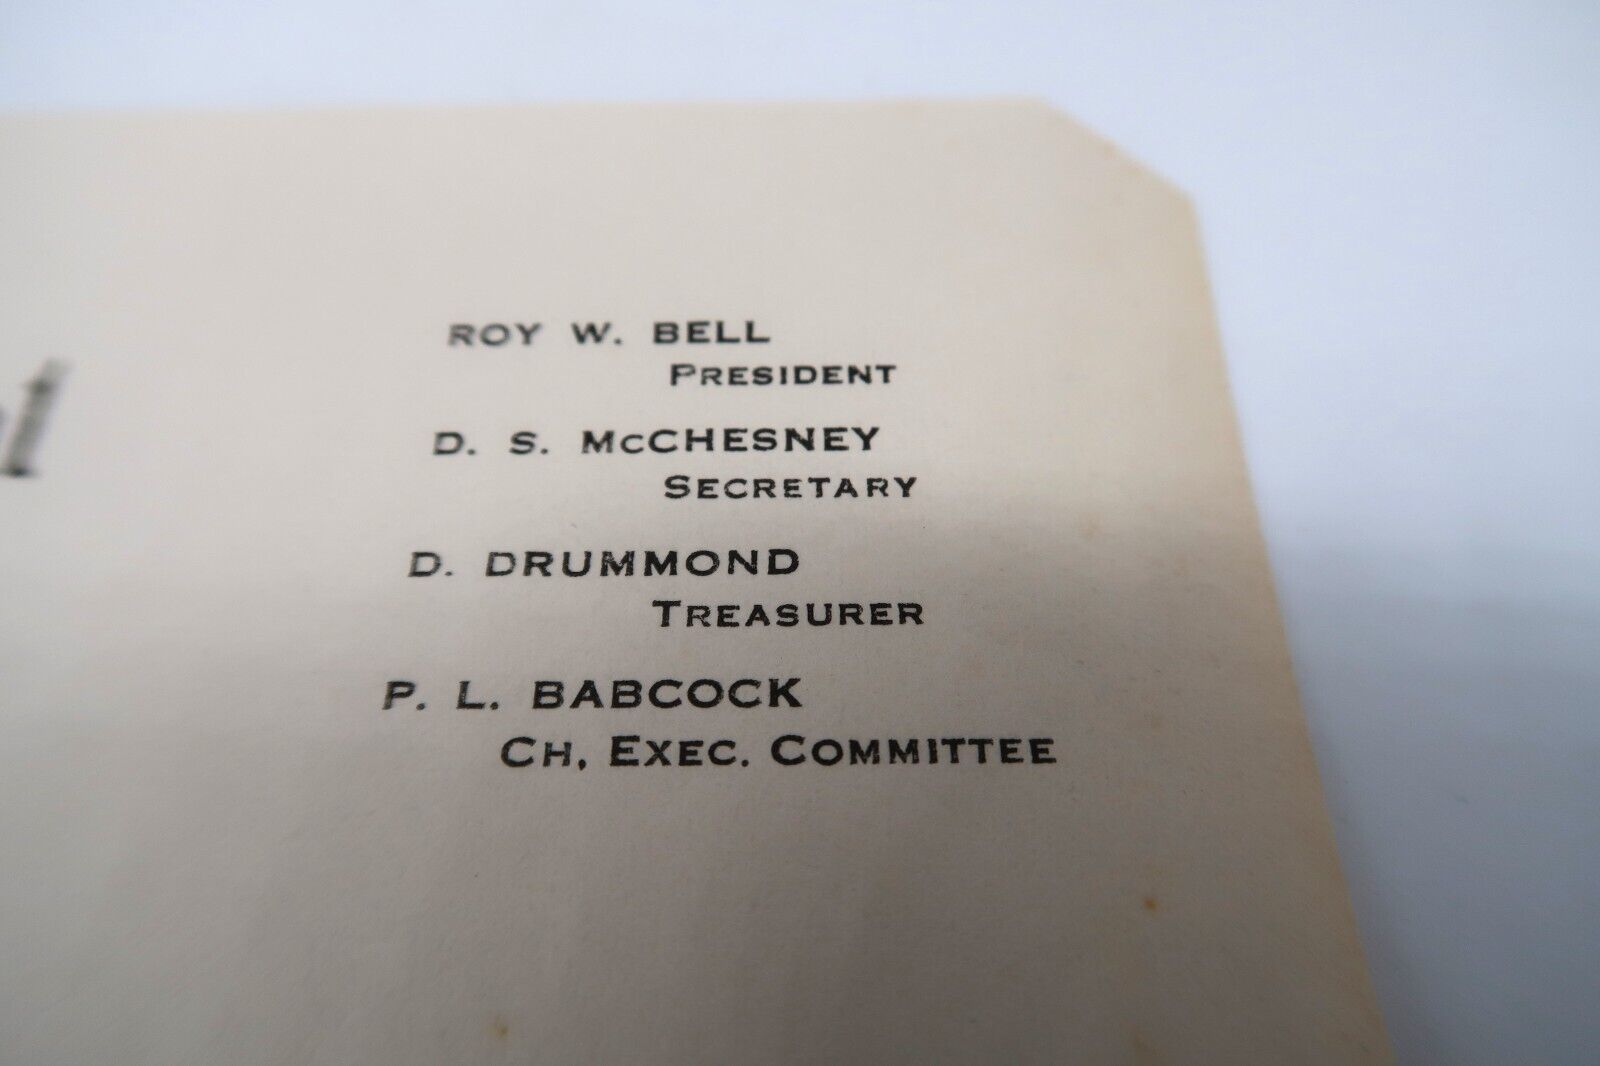 ROY W. BELL
PRESIDENT
D. S. McCHESNEY
SECRETARY
D. DRUMMOND
TREASURER
P. L. BABCOCK
CH, EXEC. COMMITTEE